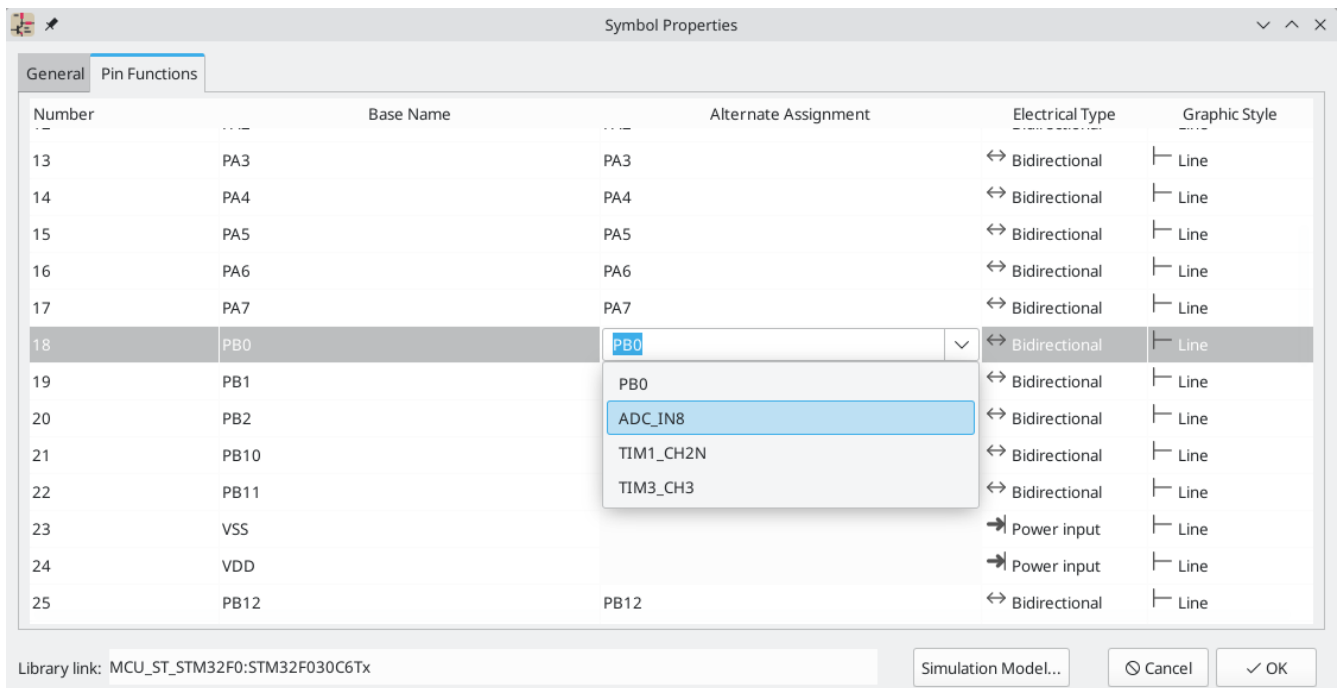 Symbol Properties
General Pin Functions
Number Base Name Alternate Assignment Electrical Type Graphic Style
13 PA3 PA3 Bidirectional Line
14 PA4 PA4 Bidirectional Line
15 PA5 PA5 Bidirectional Line
16 PA6 PA6 Bidirectional Line
17 PA7 PA7 Bidirectional Line
18 PB0 PB0 Bidirectional Line
19 PB1 PB0 Bidirectional Line
20 PB2 ADC_IN8 Bidirectional Line
21 PB10 TIM1_CH2N Bidirectional Line
22 PB11 TIM3_CH3 Bidirectional Line
23 VSS Power input Line
24 VDD Power input Line
25 PB12 PB12 Bidirectional Line
Library link: MCU_ST_STM32F0:STM32F030C6Tx Simulation Model... Cancel OK